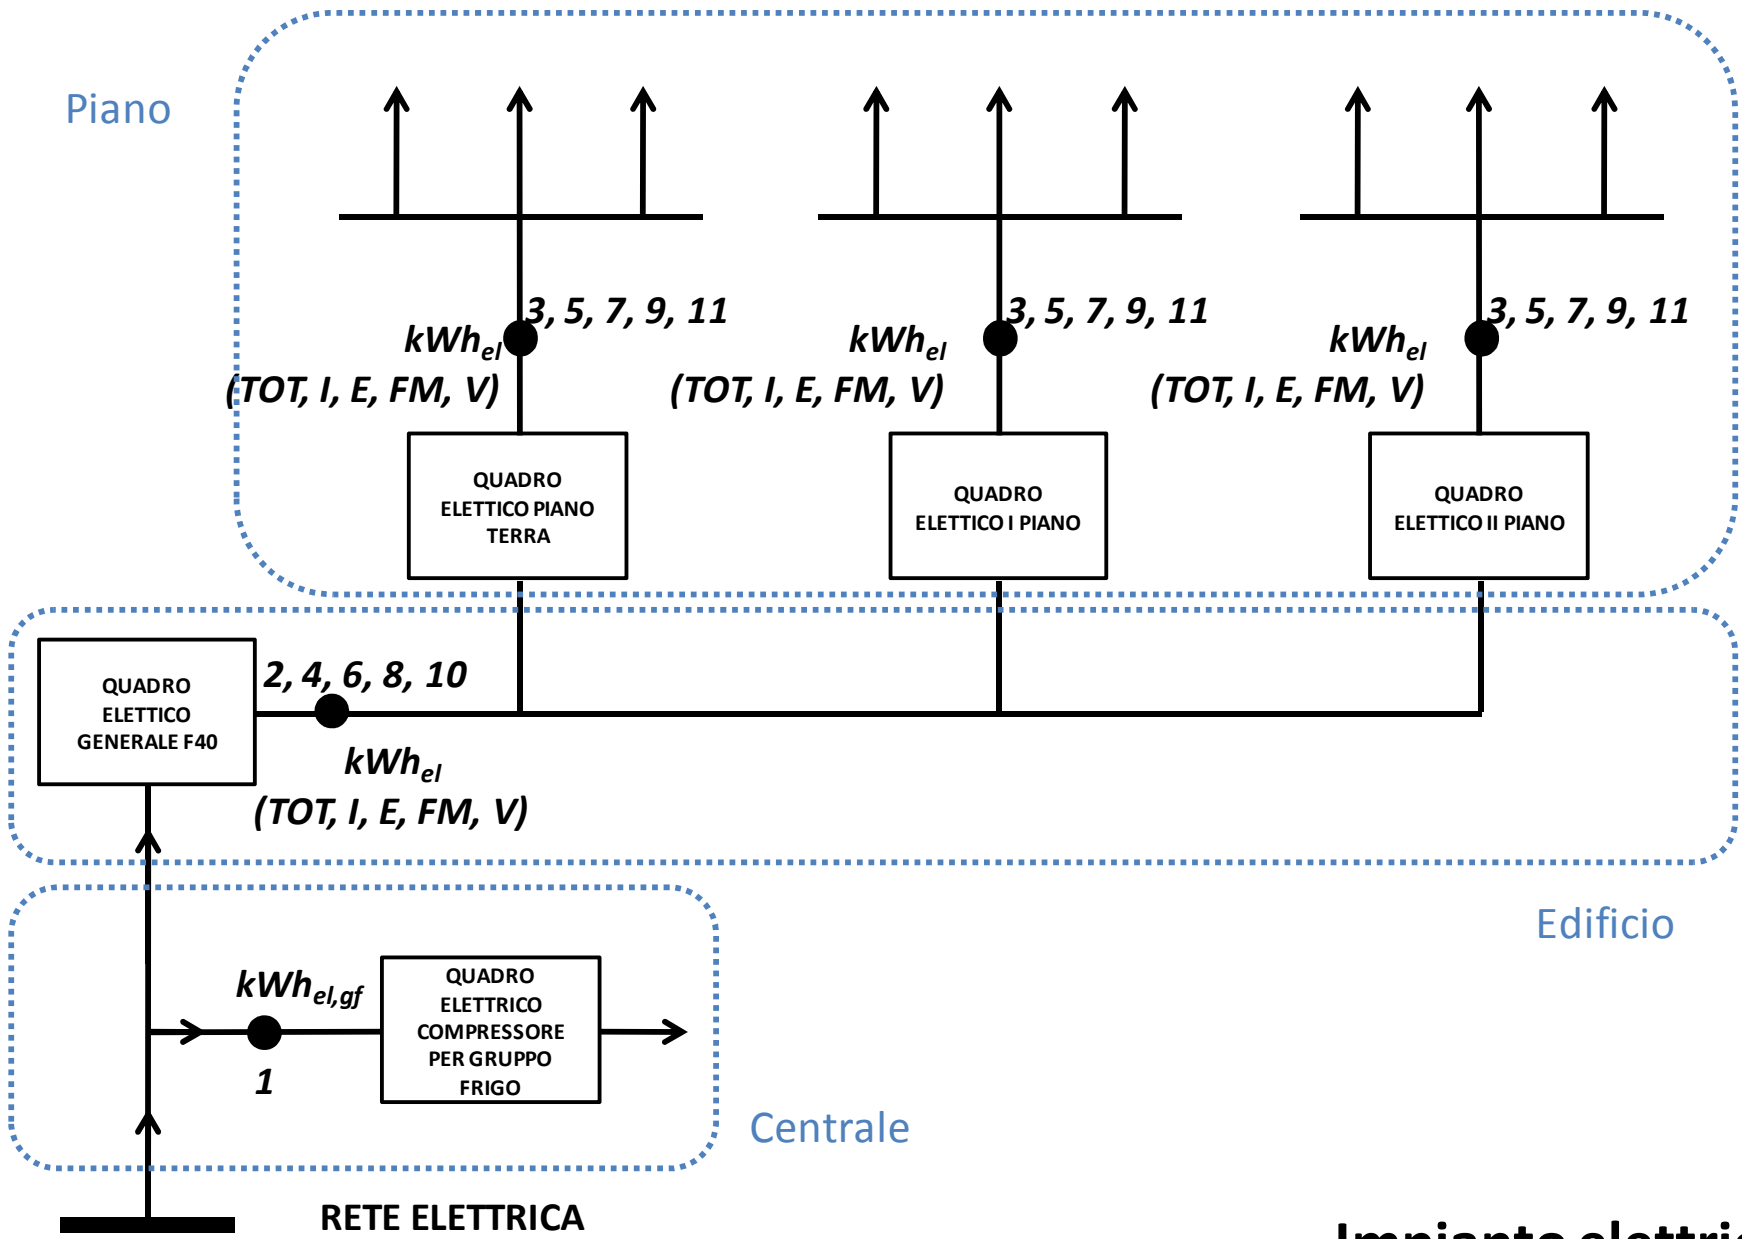 Piano
3, 5, 7, 9, 11
kWhel
(TOT, I, E, FM, V)
3, 5, 7, 9, 11
kWhel
(TOT, I, E, FM, V)
3, 5, 7, 9, 11
kWhel
(TOT, I, E, FM, V)
QUADRO
ELETTICO PIANO
TERRA
QUADRO
ELETTICO I PIANO
QUADRO
ELETTICO II PIANO
QUADRO
ELETTICO
GENERALE F40
2, 4, 6, 8, 10
kWhel
(TOT, I, E, FM, V)
Edificio
kWhel,gf
1
QUADRO
ELETTRICO
COMPRESSORE
PER GRUPPO
FRIGO
Centrale
RETE ELETTRICA